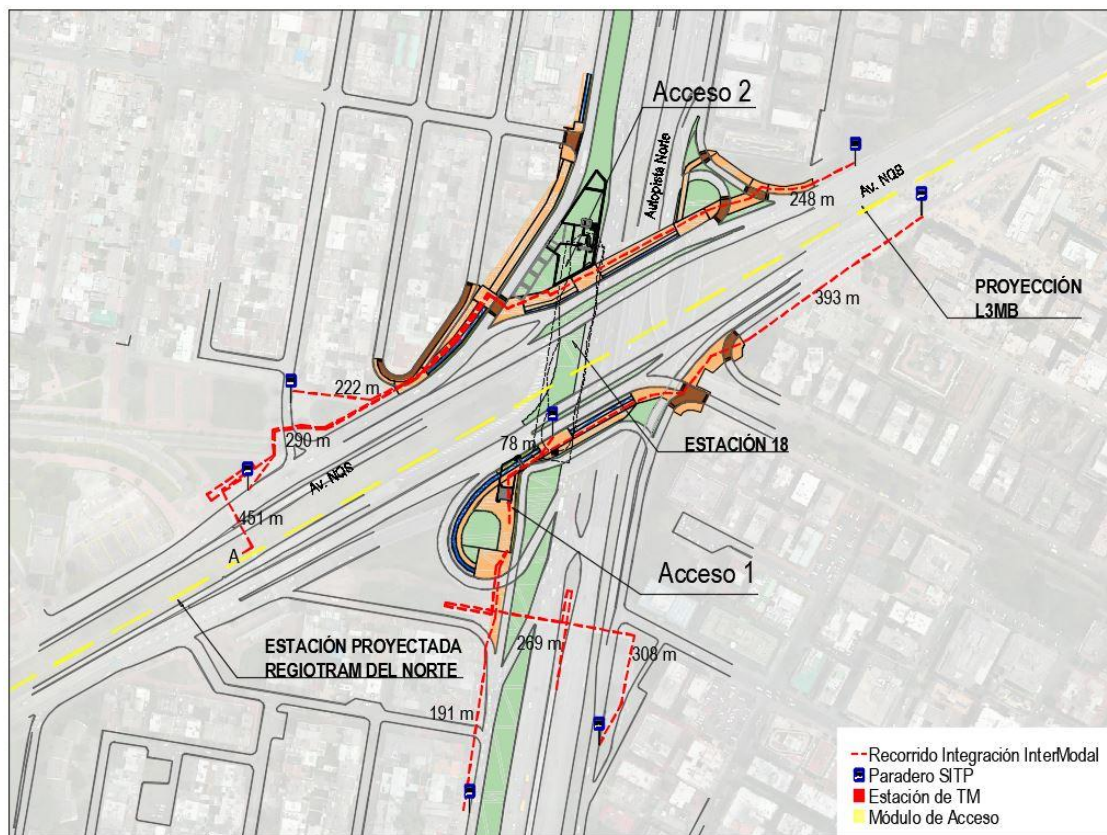 Acceso 2
Autopista Norte
Av. NQS
248 m
PROYECCIÓN
L3MB
393 m
222 m
290 m
78 m
ESTACIÓN 18
Av. NQS
451 m
A
Acceso 1
ESTACIÓN PROYECTADA
REGIOTRAM DEL NORTE
269 m
308 m
191 m
Recorrido Integración InterModal
Paradero SITP
Estación de TM
Módulo de Acceso